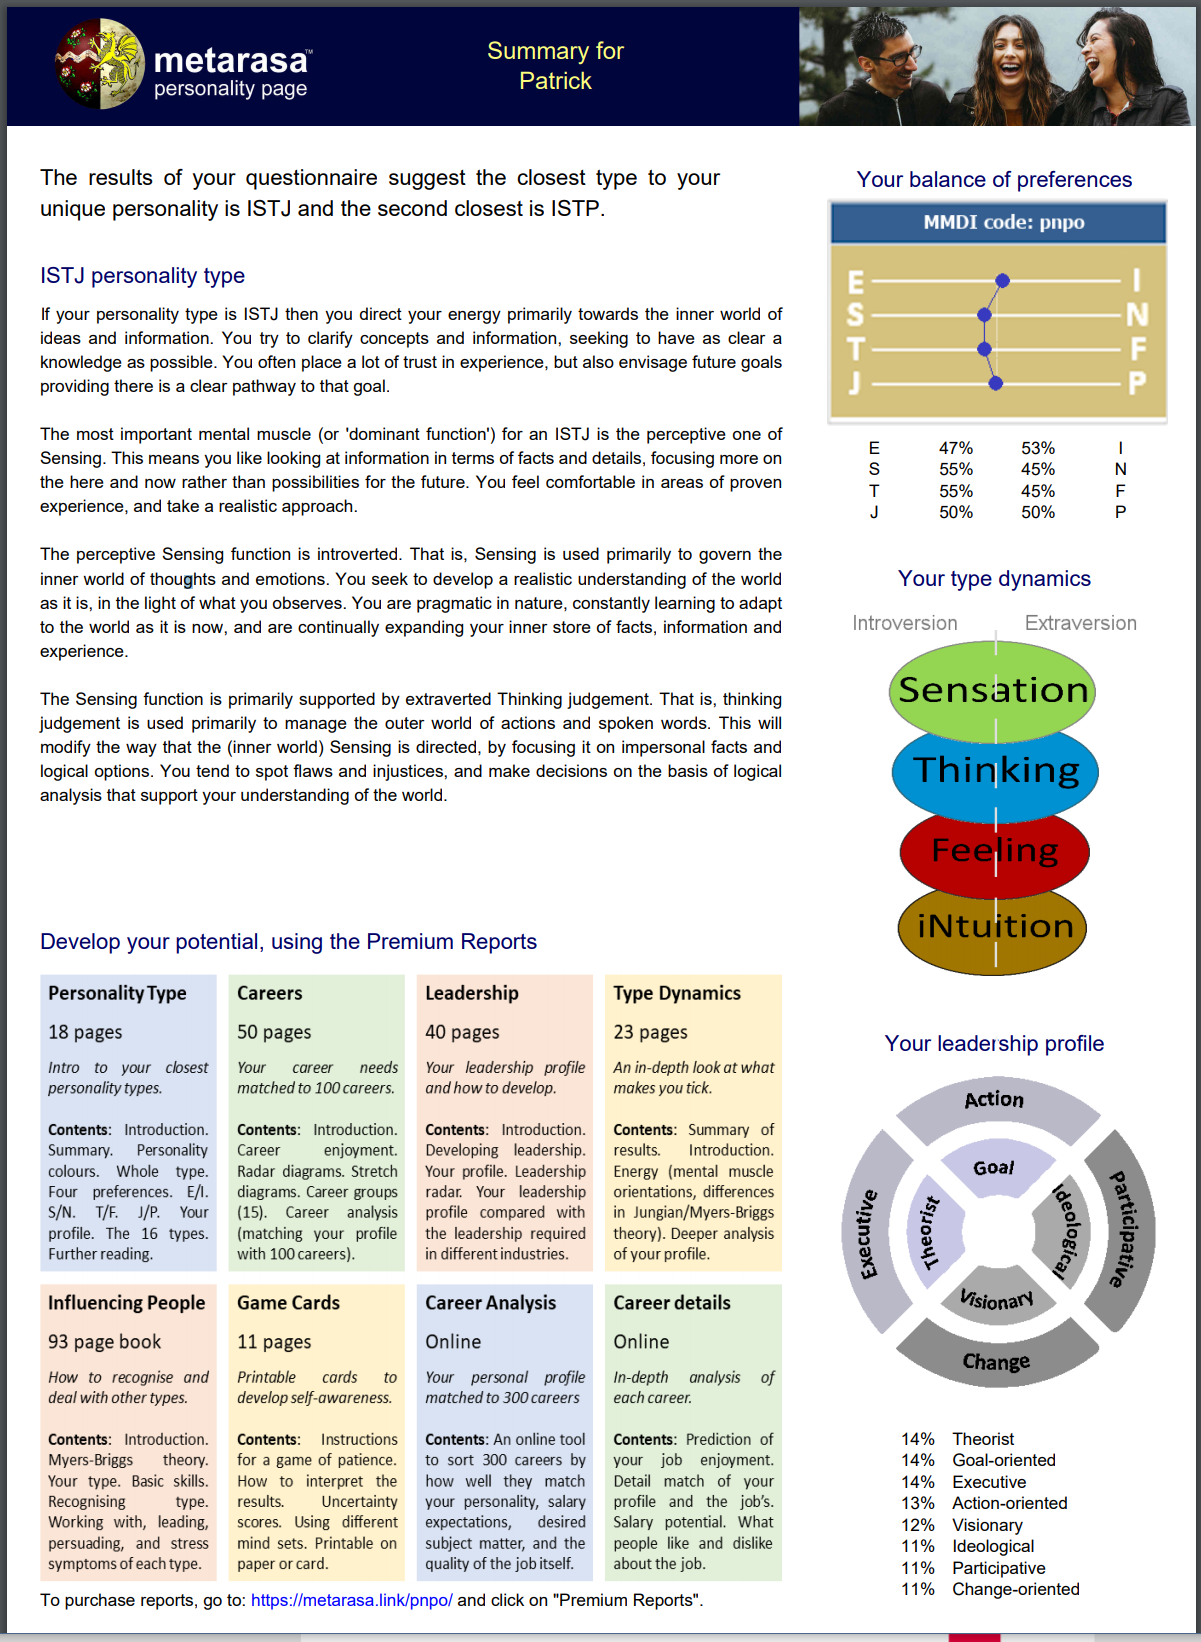 metarasa™
personality page
Summary for
Patrick
The results of your questionnaire suggest the closest type to your
unique personality is ISTJ and the second closest is ISTP.
ISTJ personality type
If your personality type is ISTJ then you direct your energy primarily towards the inner world of
ideas and information. You try to clarify concepts and information, seeking to have as clear a
knowledge as possible. You often place a lot of trust in experience, but also envisage future goals
providing there is a clear pathway to that goal.
The most important mental muscle (or 'dominant function') for an ISTJ is the perceptive one of
Sensing. This means you like looking at information in terms of facts and details, focusing more on
the here and now rather than possibilities for the future. You feel comfortable in areas of proven
experience, and take a realistic approach.
The perceptive Sensing function is introverted. That is, Sensing is used primarily to govern the
inner world of thoughts and emotions. You seek to develop a realistic understanding of the world
as it is, in the light of what you observes. You are pragmatic in nature, constantly learning to adapt
to the world as it is now, and are continually expanding your inner store of facts, information and
experience.
The Sensing function is primarily supported by extraverted Thinking judgement. That is, thinking
judgement is used primarily to manage the outer world of actions and spoken words. This will
modify the way that the (inner world) Sensing is directed, by focusing it on impersonal facts and
logical options. You tend to spot flaws and injustices, and make decisions on the basis of logical
analysis that support your understanding of the world.
Your balance of preferences
MMDI code: pnpo
E I
S N
T F
J P
E 47% 53% I
S 55% 45% N
T 55% 45% F
J 50% 50% P
Your type dynamics
Introversion Extraversion
Sensation
Thinking
Feeling
iNtuition
Develop your potential, using the Premium Reports
Personality Type
18 pages
Intro to your closest
personality types.
Contents: Introduction.
Summary. Personality
colours. Whole type.
Four preferences. E/I.
S/N. T/F. J/P. Your
profile. The 16 types.
Further reading.
Careers
50 pages
Your career needs
matched to 100 careers.
Contents: Introduction.
Career enjoyment.
Radar diagrams. Stretch
diagrams. Career groups
(15). Career analysis
(matching your profile
with 100 careers).
Leadership
40 pages
Your leadership profile
and how to develop.
Contents: Introduction.
Developing leadership.
Your profile. Leadership
radar. Your leadership
profile compared with
the leadership required
in different industries.
Type Dynamics
23 pages
An in-depth look at what
makes you tick.
Contents: Summary of
results. Introduction.
Energy (mental muscle
orientations, differences
in Jungian/Myers-Briggs
theory). Deeper analysis
of your profile.
Influencing People
93 page book
How to recognise and
deal with other types.
Contents: Introduction.
Myers-Briggs theory.
Your type. Basic skills.
Recognising type.
Working with, leading,
persuading, and stress
symptoms of each type.
Game Cards
11 pages
Printable cards to
develop self-awareness.
Contents: Instructions
for a game of patience.
How to interpret the
results. Uncertainty
scores. Using different
mind sets. Printable on
paper or card.
Career Analysis
Online
Your personal profile
matched to 300 careers
Contents: An online tool
to sort 300 careers by
how well they match
your personality, salary
expectations, desired
subject matter, and the
quality of the job itself.
Career details
Online
In-depth analysis of
each career.
Contents: Prediction of
your job enjoyment.
Detail match of your
profile and the job's.
Salary potential. What
people like and dislike
about the job.
To purchase reports, go to: https://metarasa.link/pnpo/ and click on "Premium Reports".
Your leadership profile
Action
Goal
Executive
Theorist
Ideological
Participative
Visionary
Change
14% Theorist
14% Goal-oriented
14% Executive
13% Action-oriented
12% Visionary
11% Ideological
11% Participative
11% Change-oriented